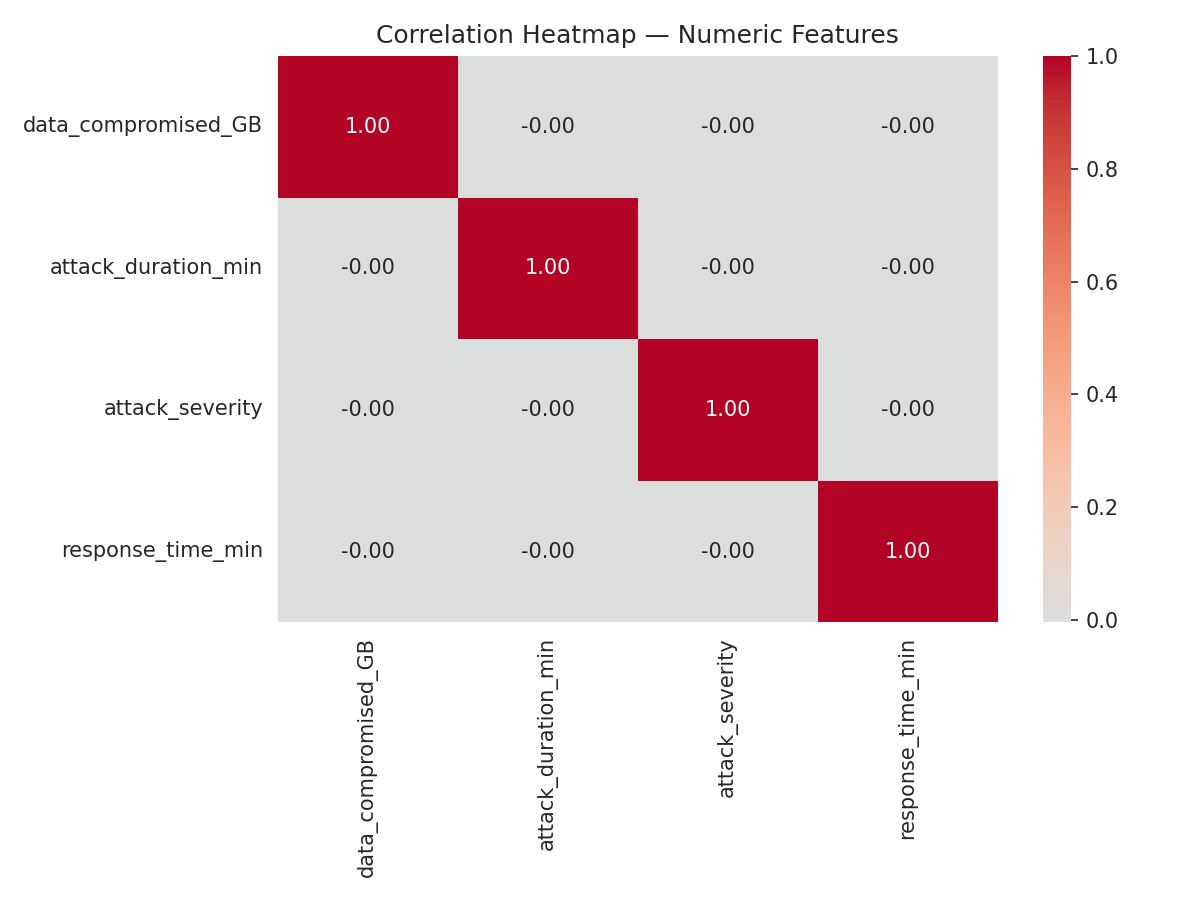 Correlation Heatmap — Numeric Features
data_compromised_GB 1.00 -0.00 -0.00 -0.00
attack_duration_min -0.00 1.00 -0.00 -0.00
attack_severity -0.00 -0.00 1.00 -0.00
response_time_min -0.00 -0.00 -0.00 1.00
data_compromised_GB
attack_duration_min
attack_severity
response_time_min
1.0
0.8
0.6
0.4
0.2
0.0